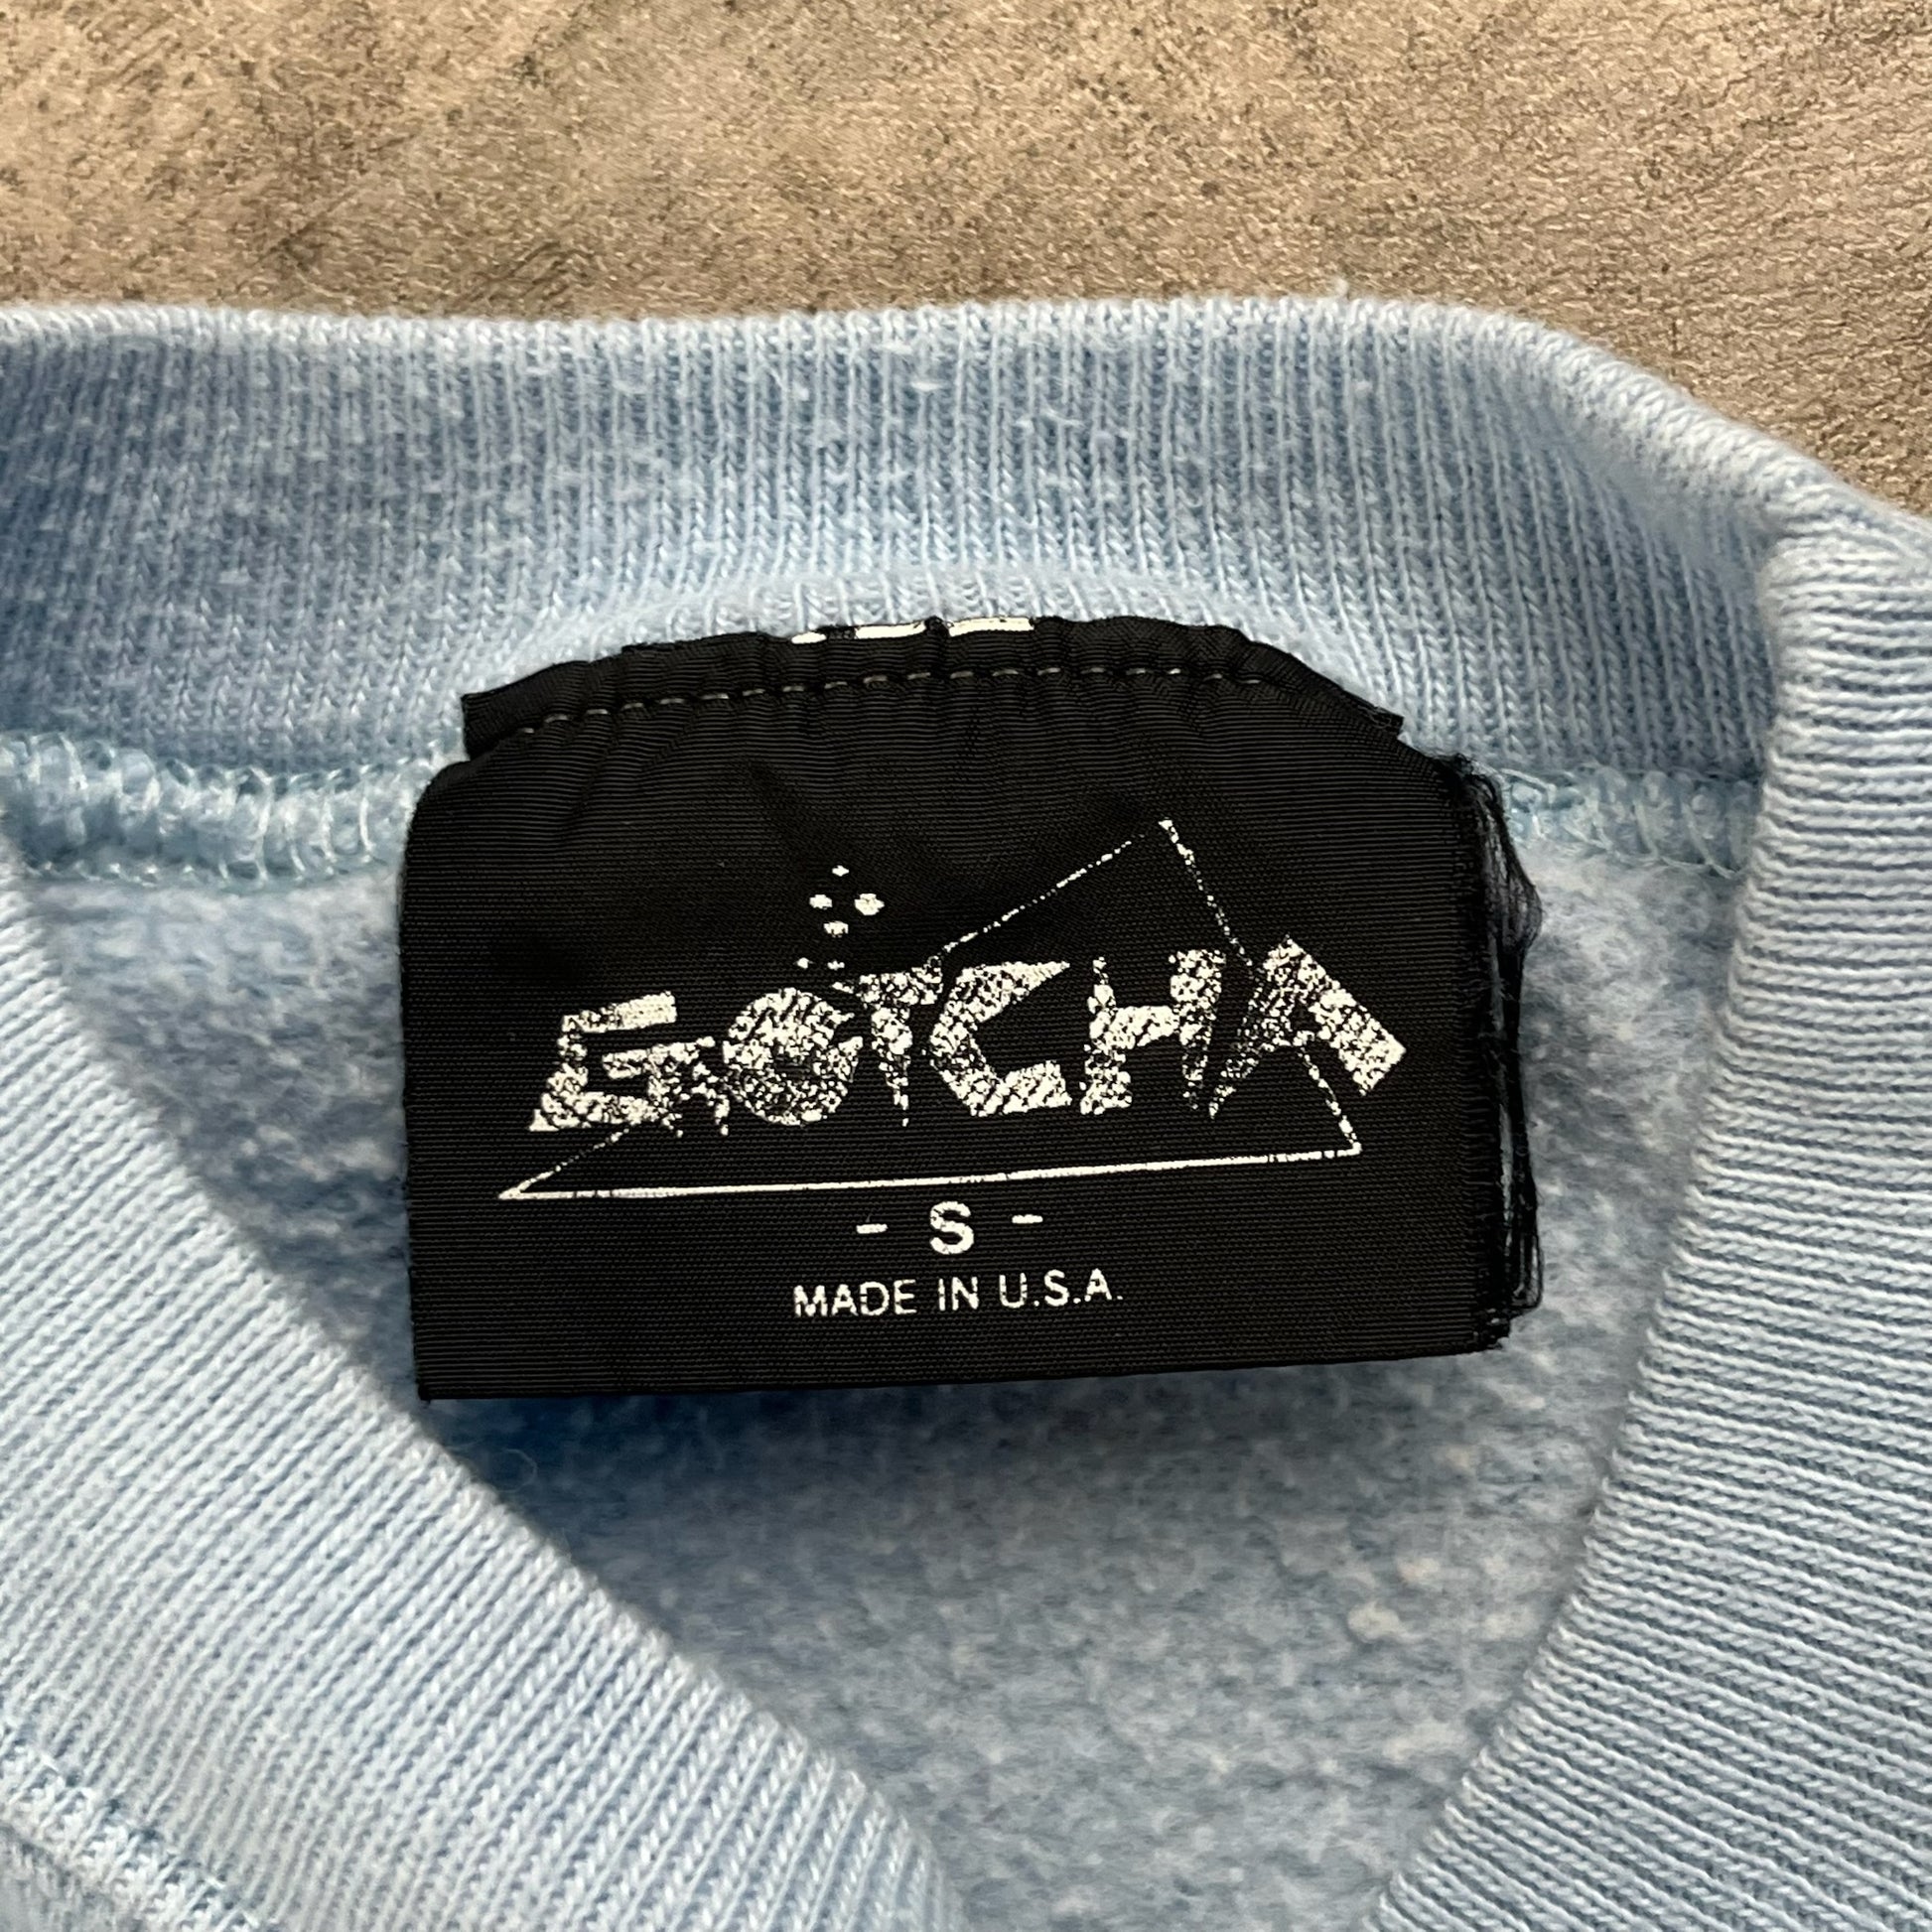 GOTCHA
- S -
MADE IN U.S.A.